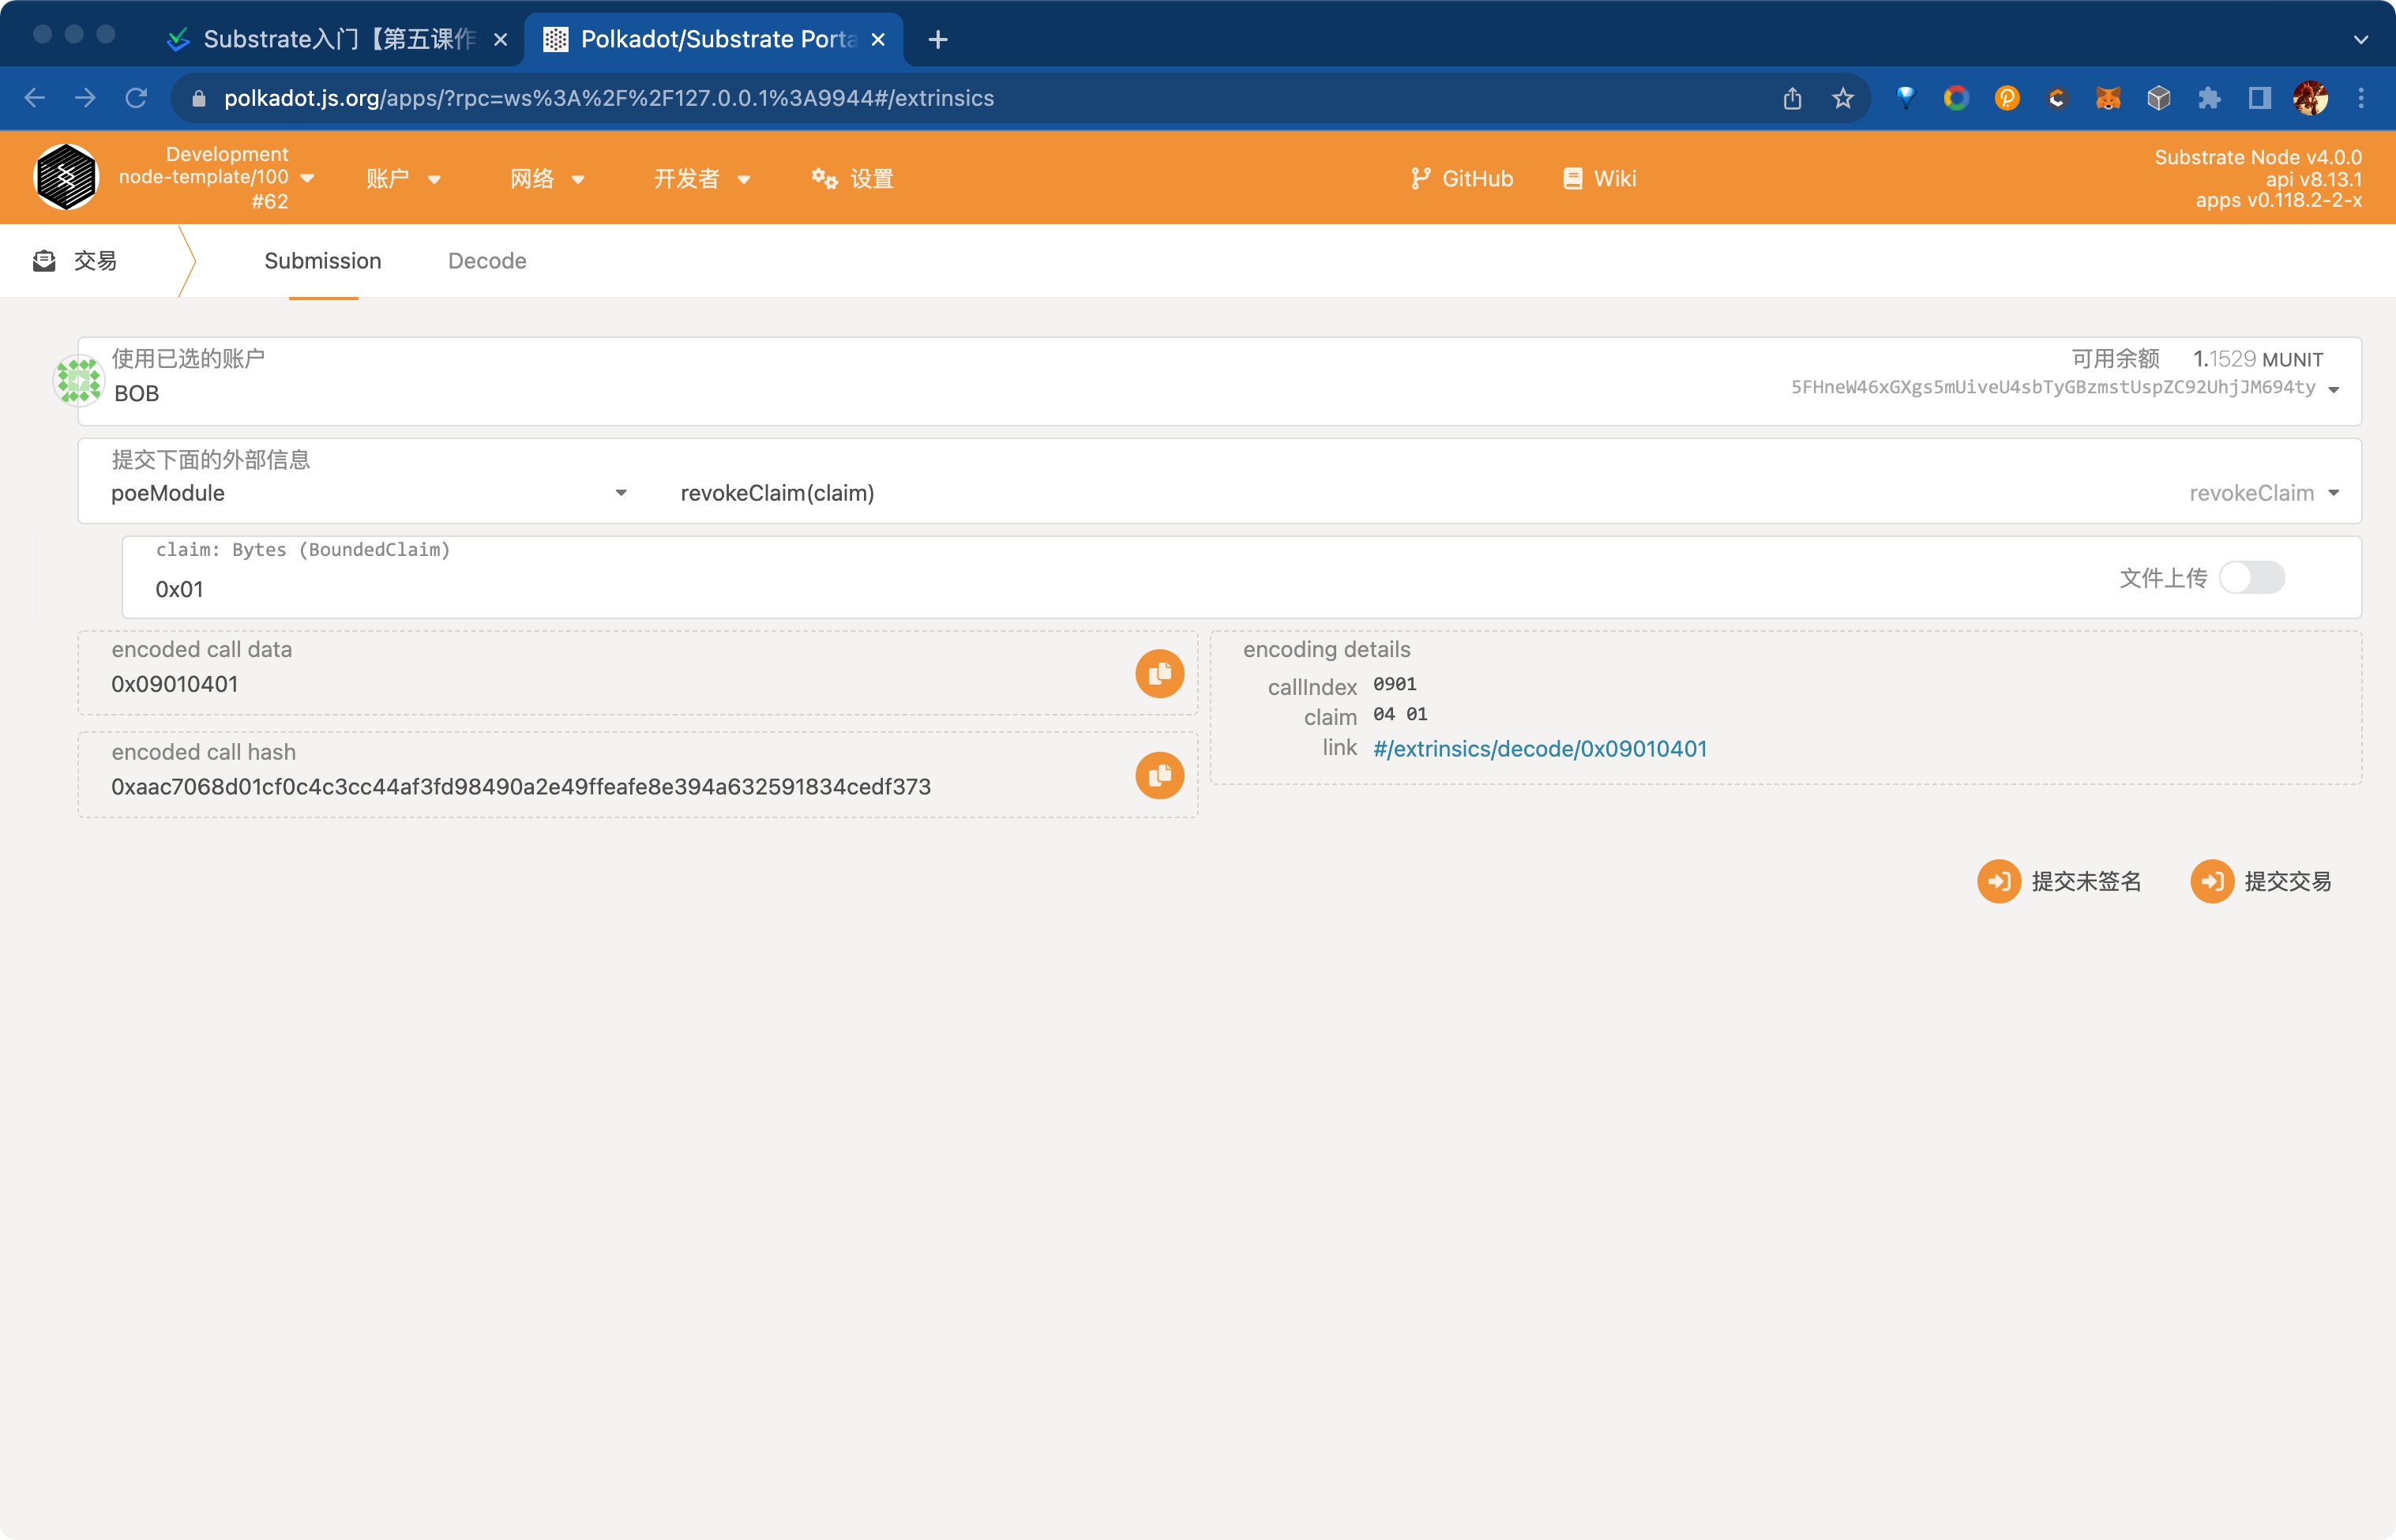 Substrate入门【第五课作
Polkadot/Substrate Porta
polkadot.js.org/apps/?rpc=ws%3A%2F%2F127.0.0.1%3A9944#/extrinsics
Development
node-template/100
#62
账户
网络
开发者
设置
GitHub
Wiki
Substrate Node v4.0.0
api v8.13.1
apps v0.118.2-2-x
交易
Submission
Decode
使用已选的账户
BOB
可用余额 1.1529 MUNIT
5FHneW46xGXgs5mUiveU4sbTyGBzmstUspZC92UhjJM694ty
提交下面的外部信息
poeModule
revokeClaim(claim)
revokeClaim
claim: Bytes (BoundedClaim)
0x01
文件上传
encoded call data
0x09010401
encoded call hash
0xaac7068d01cf0c4c3cc44af3fd98490a2e49ffeafe8e394a632591834cedf373
encoding details
callIndex 0901
claim 04 01
link #/extrinsics/decode/0x09010401
提交未签名
提交交易